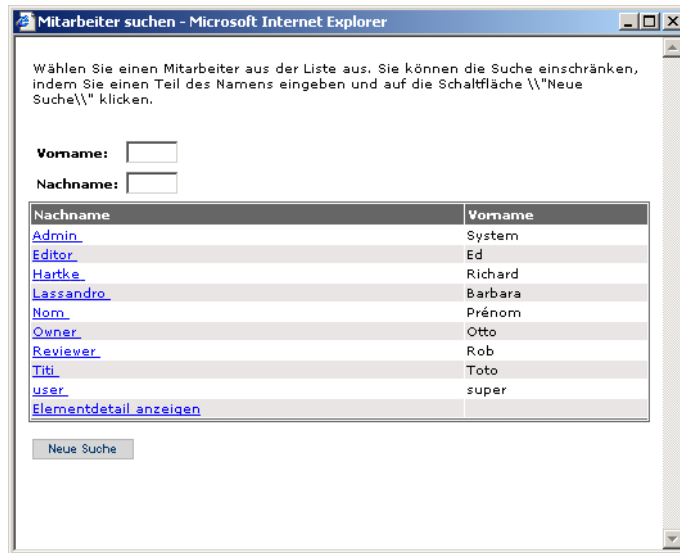 Mitarbeiter suchen - Microsoft Internet Explorer
Wählen Sie einen Mitarbeiter aus der Liste aus. Sie können die Suche einschränken,
indem Sie einen Teil des Namens eingeben und auf die Schaltfläche \\"Neue
Suche\\" klicken.
Vorname:
Nachname:
Nachname Vorname
Admin System
Editor Ed
Hartke Richard
Lassandro Barbara
Nom Prénom
Owner Otto
Reviewer Rob
Titi Toto
user super
Elementdetail anzeigen
Neue Suche